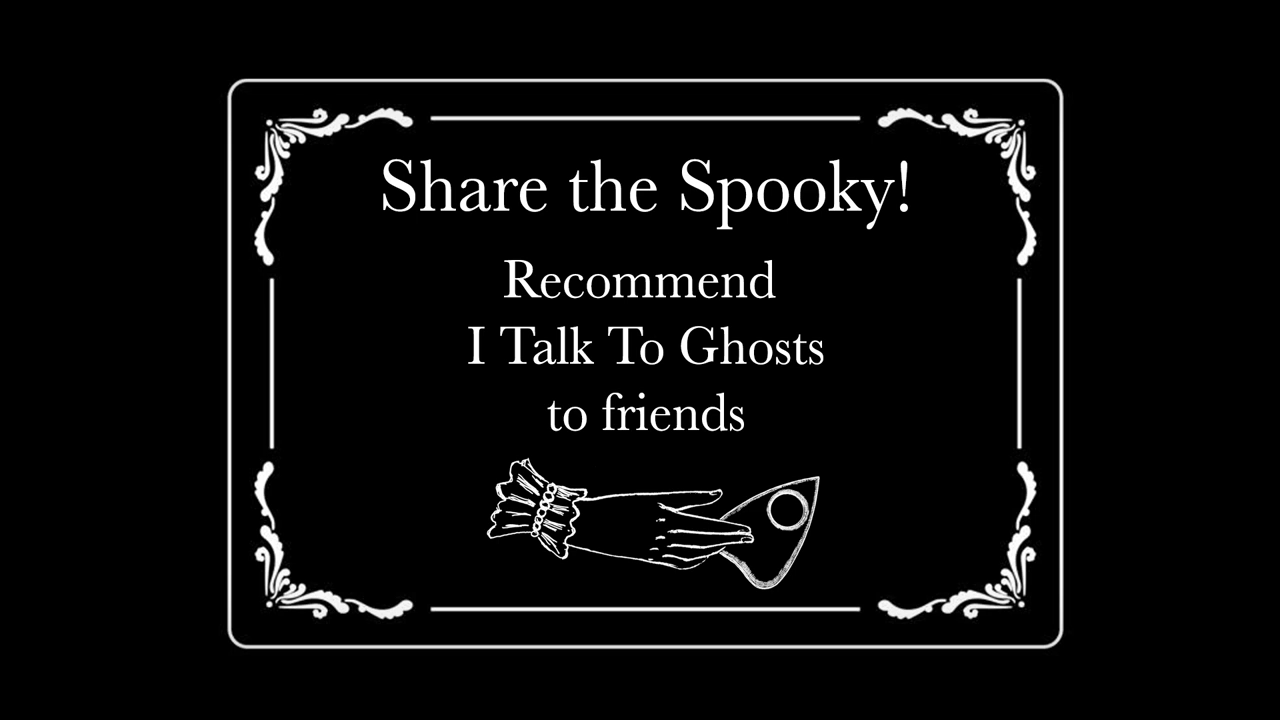 Share the Spooky!
Recommend
I Talk To Ghosts
to friends